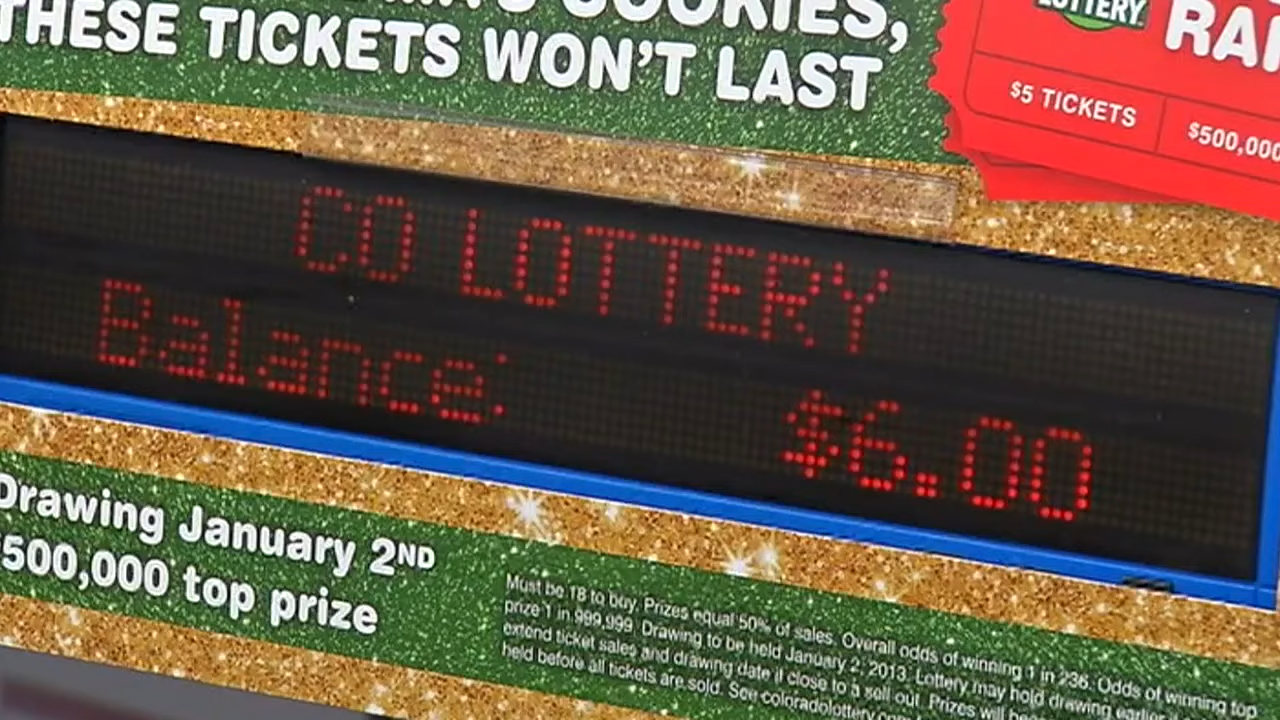 COOKIES,
THESE TICKETS WON'T LAST
LOTTERY
$5 TICKETS
$500,000
CO LOTTERY
Balance: $6.00
Drawing January 2ND
$500,000 top prize
Must be 18 to buy. Prizes equal 50% of sales. Overall odds of winning 1 in 236. Odds of winning top
prize 1 in 999,999. Drawing to be held January 2, 2013. Lottery may hold drawing earlier
extend ticket sales and drawing date if close to a sell out. Prizes will be
held before all tickets are sold. See coloradolottery.com